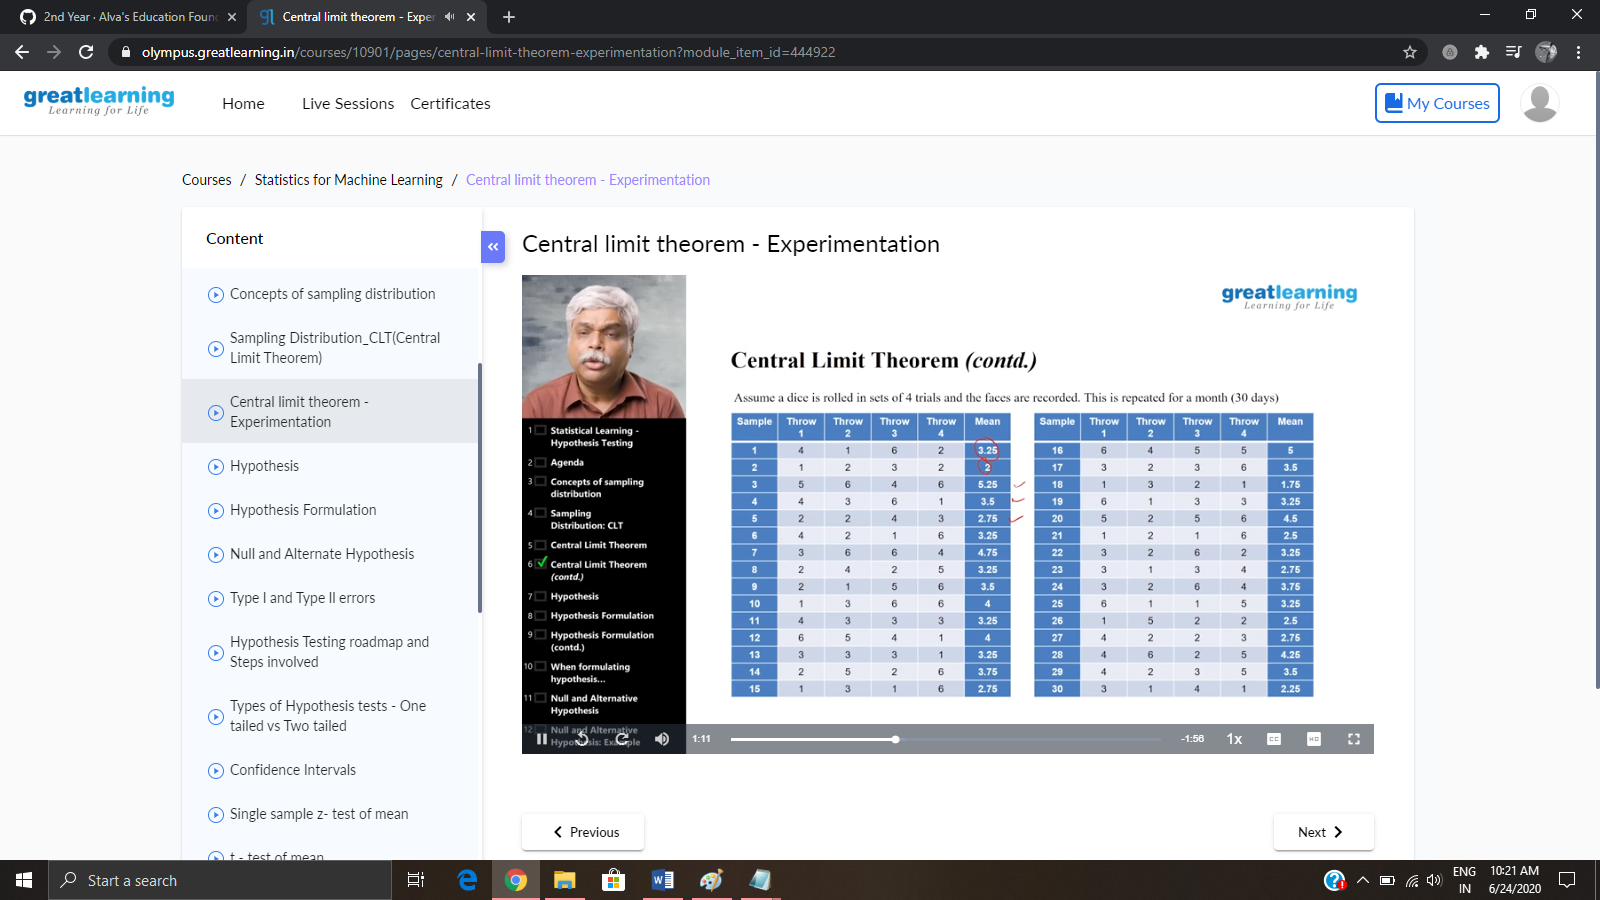 2nd Year · Alva's Education Foun
Central limit theorem - Exper
olympus.greatlearning.in/courses/10901/pages/central-limit-theorem-experimentation?module_item_id=444922
greatlearning
Learning for Life
Home
Live Sessions
Certificates
My Courses
Courses / Statistics for Machine Learning / Central limit theorem - Experimentation
Content
Concepts of sampling distribution
Sampling Distribution_CLT(Central
Limit Theorem)
Central limit theorem -
Experimentation
Hypothesis
Hypothesis Formulation
Null and Alternate Hypothesis
Type I and Type II errors
Hypothesis Testing roadmap and
Steps involved
Types of Hypothesis tests - One
tailed vs Two tailed
Confidence Intervals
Single sample z- test of mean
t - test of mean
Central limit theorem - Experimentation
1 Statistical Learning -
Hypothesis Testing
2 Agenda
3 Concepts of sampling
distribution
4 Sampling
Distribution: CLT
5 Central Limit Theorem
6 Central Limit Theorem
(contd.)
7 Hypothesis
8 Hypothesis Formulation
9 Hypothesis Formulation
(contd.)
10 When formulating
hypothesis...
11 Null and Alternative
Hypothesis
12 Null and Alternative
Hypothesis: Example
greatlearning
Learning for Life
Central Limit Theorem (contd.)
Assume a dice is rolled in sets of 4 trials and the faces are recorded. This is repeated for a month (30 days)
Sample Throw 1 Throw 2 Throw 3 Throw 4 Mean
1 4 1 6 2 3.25
2 1 2 3 2 2
3 5 6 4 6 5.25
4 4 3 6 1 3.5
5 2 2 4 3 2.75
6 4 2 1 6 3.25
7 3 6 6 4 4.75
8 2 4 2 5 3.25
9 2 1 5 6 3.5
10 1 3 6 6 4
11 4 3 3 3 3.25
12 6 5 4 1 4
13 3 3 3 1 3.25
14 2 5 2 6 3.75
15 1 3 1 6 2.75
Sample Throw 1 Throw 2 Throw 3 Throw 4 Mean
16 6 4 5 5 5
17 3 2 3 6 3.5
18 1 3 2 1 1.75
19 6 1 3 3 3.25
20 5 2 5 6 4.5
21 1 2 1 6 2.5
22 3 2 6 2 3.25
23 3 1 3 4 2.75
24 3 2 6 4 3.75
25 6 1 1 5 3.25
26 1 5 2 2 2.5
27 4 2 2 3 2.75
28 4 6 2 5 4.25
29 4 2 3 5 3.5
30 3 1 4 1 2.25
1:11
-1:56
1x
CC
HD
Previous
Next
Start a search
ENG
IN
10:21 AM
6/24/2020